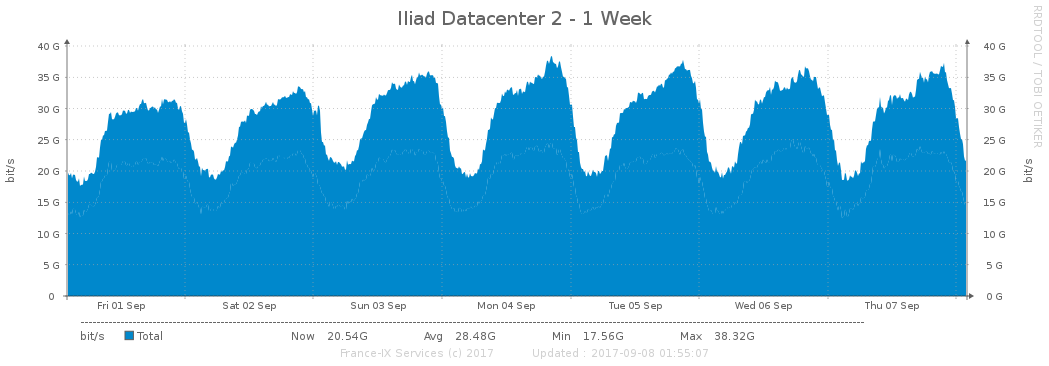 Iliad Datacenter 2 - 1 Week
RRDTOOL / TOBI OETIKER
40 G 40 G
35 G 35 G
30 G 30 G
25 G 25 G
20 G 20 G
15 G 15 G
10 G 10 G
5 G 5 G
0 0 G
bit/s bit/s
Fri 01 Sep Sat 02 Sep Sun 03 Sep Mon 04 Sep Tue 05 Sep Wed 06 Sep Thu 07 Sep
bit/s Total Now 20.54G Avg 28.48G Min 17.56G Max 38.32G
France-IX Services (c) 2017 Updated : 2017-09-08 01:55:07